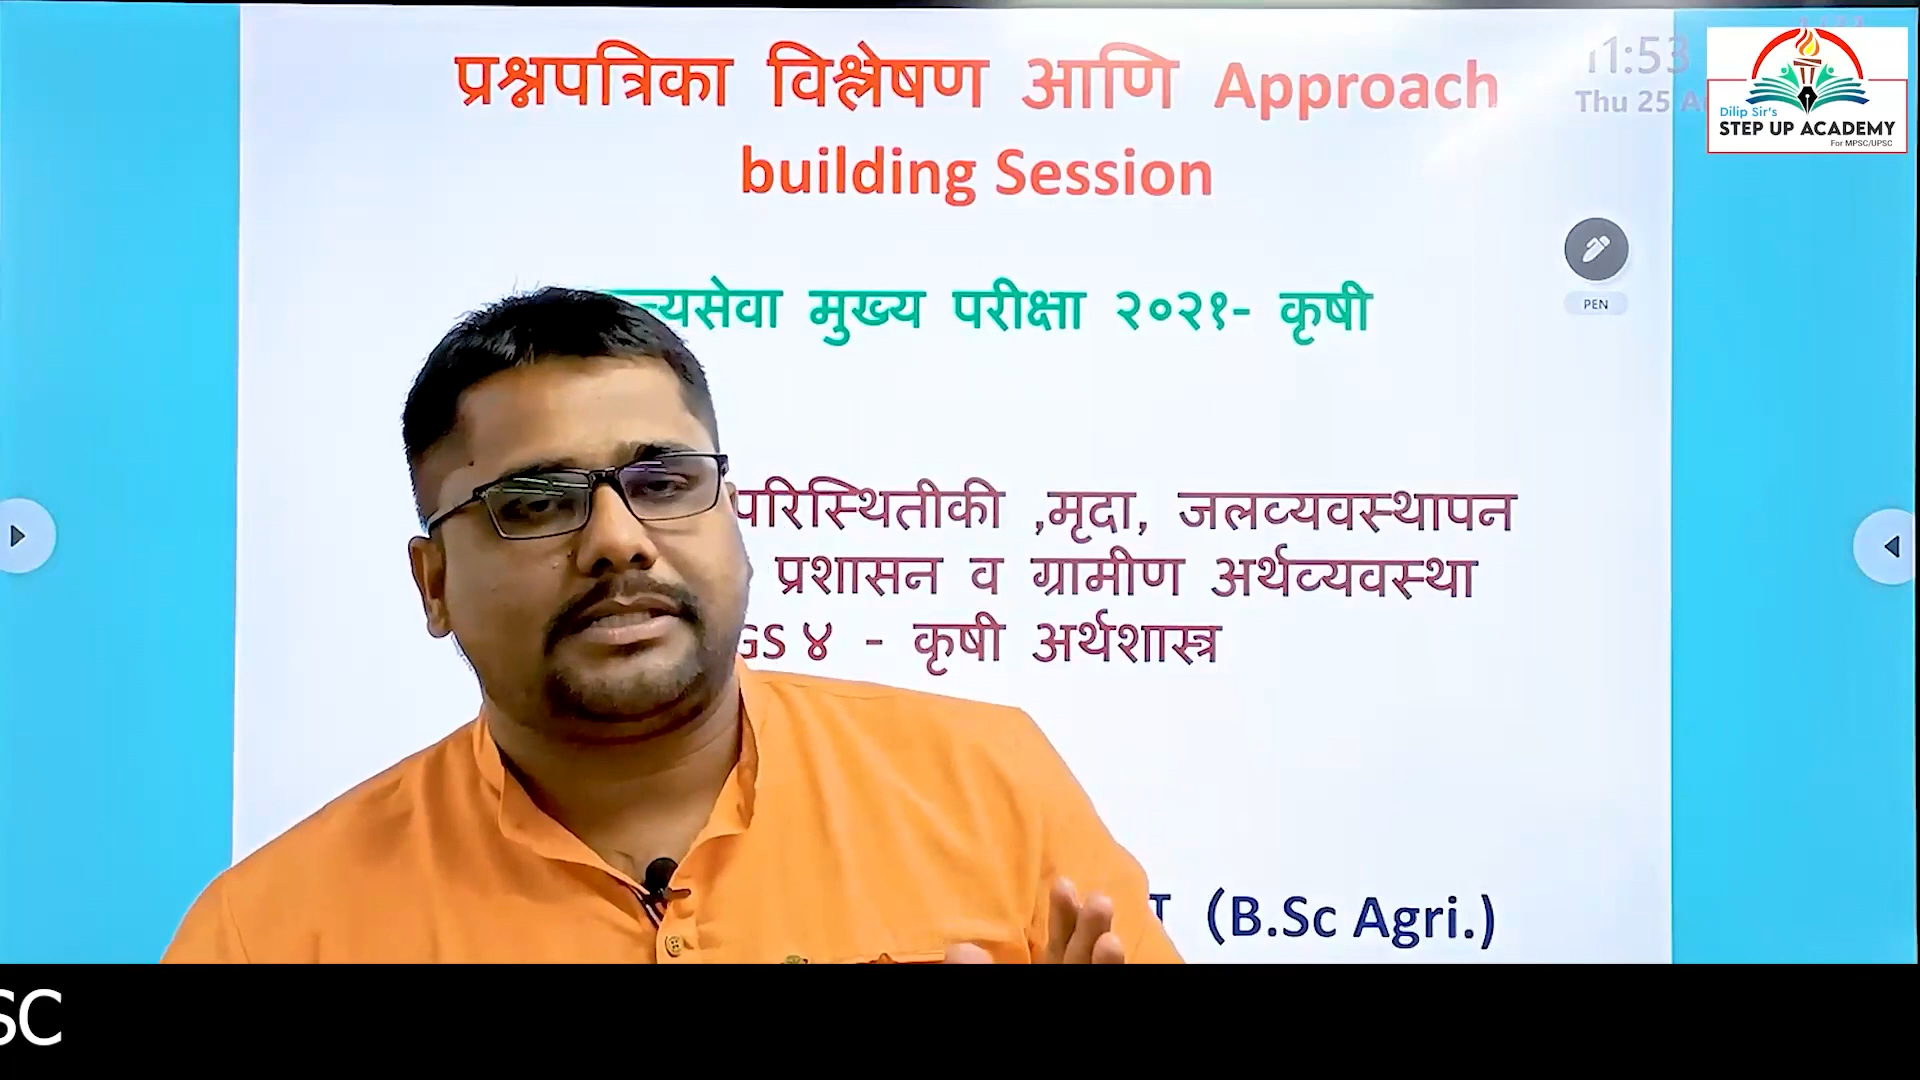 प्रश्नपत्रिका विश्लेषण आणि Approach
building Session
11:53
Thu 25
Dilip Sir's
STEP UP ACADEMY
For MPSC/UPSC
PEN
मुख्य परीक्षा २०२१- कृषी
परिस्थितीकी ,मृदा, जलव्यवस्थापन
प्रशासन व ग्रामीण अर्थव्यवस्था
GS ४ - कृषी अर्थशास्त्र
(B.Sc Agri.)